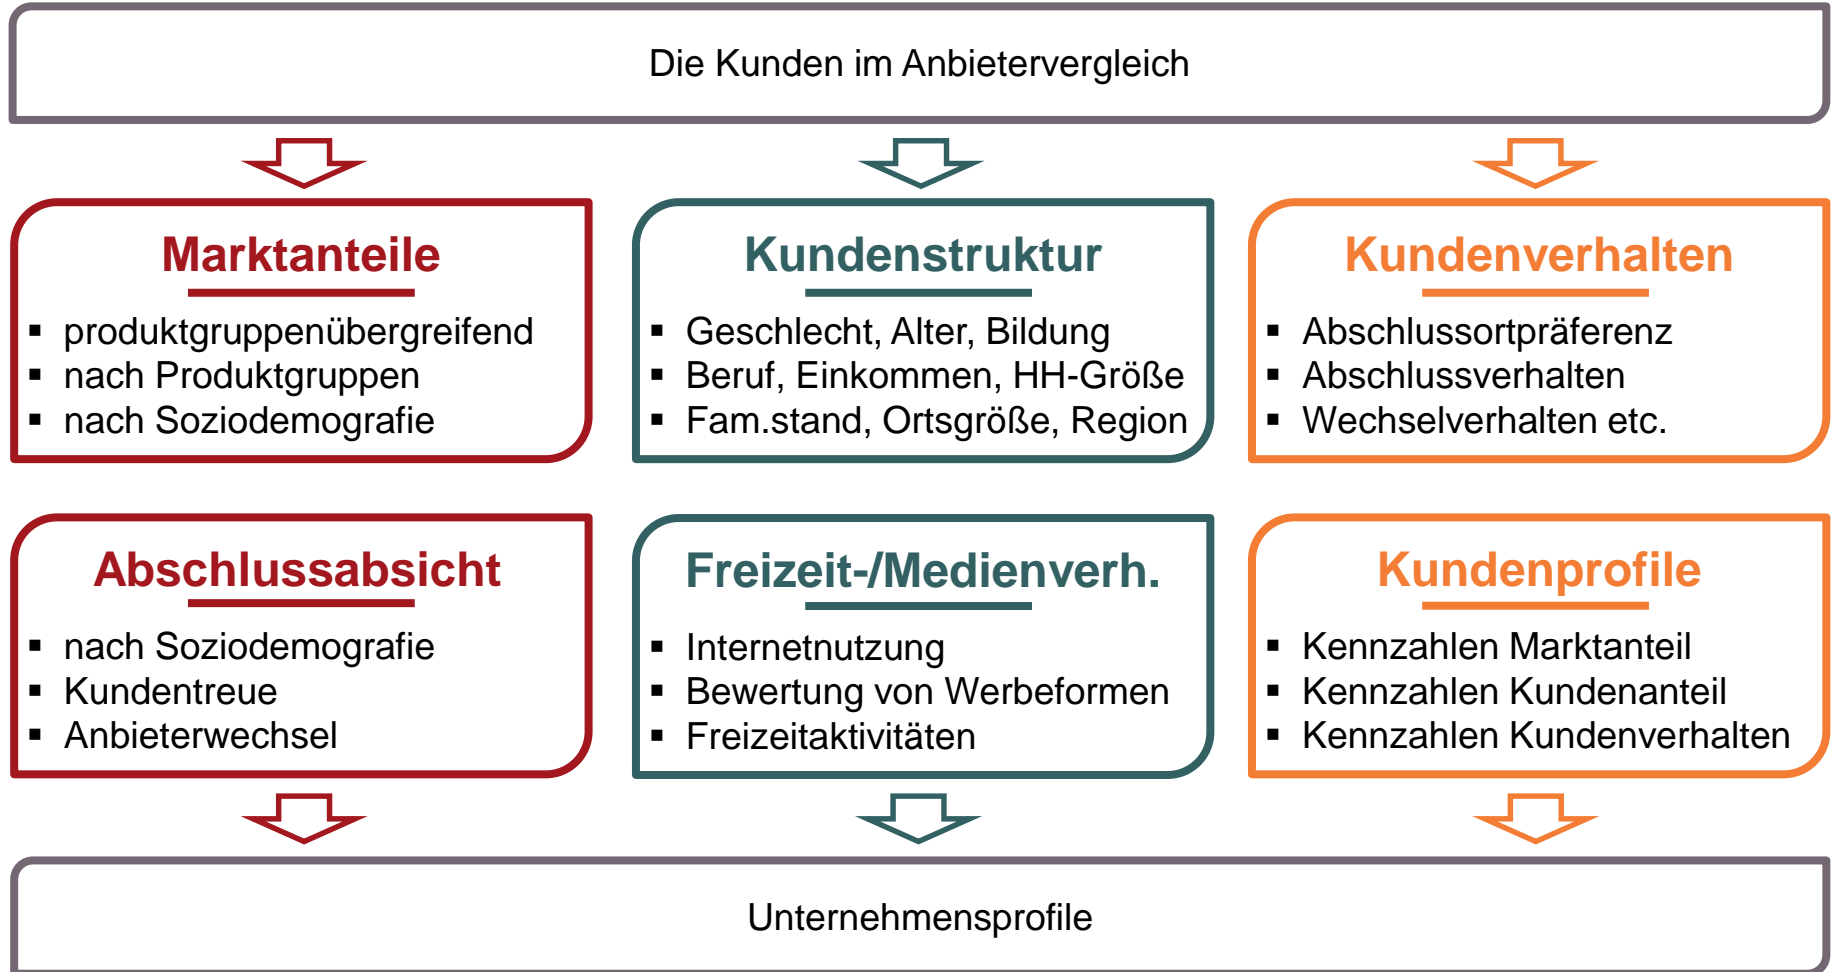 Die Kunden im Anbietervergleich
Marktanteile
▪ produktgruppenübergreifend
▪ nach Produktgruppen
▪ nach Soziodemografie
Kundenstruktur
▪ Geschlecht, Alter, Bildung
▪ Beruf, Einkommen, HH-Größe
▪ Fam.stand, Ortsgröße, Region
Kundenverhalten
▪ Abschlussortpräferenz
▪ Abschlussverhalten
▪ Wechselverhalten etc.
Abschlussabsicht
▪ nach Soziodemografie
▪ Kundentreue
▪ Anbieterwechsel
Freizeit-/Medienverh.
▪ Internetnutzung
▪ Bewertung von Werbeformen
▪ Freizeitaktivitäten
Kundenprofile
▪ Kennzahlen Marktanteil
▪ Kennzahlen Kundenanteil
▪ Kennzahlen Kundenverhalten
Unternehmensprofile